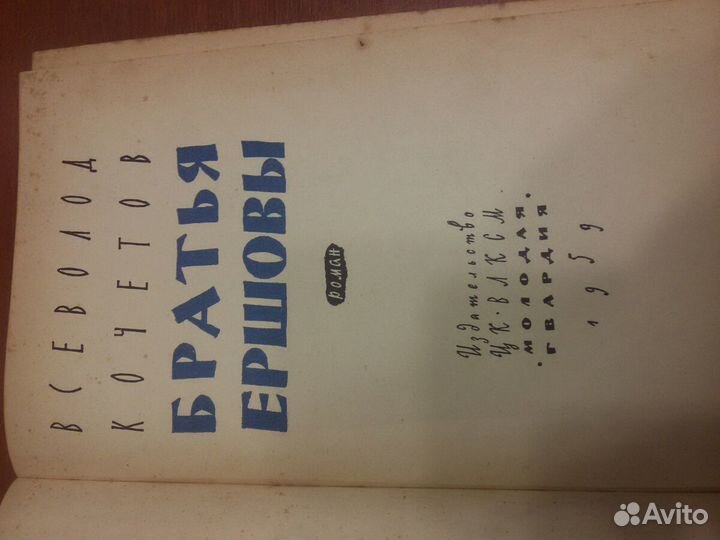 ВСЕВОЛОД
КОЧЕТОВ
БРАТЬЯ
ЕРШОВЫ
роман
Издательство
ЦК·ВЛКСМ
·МОЛОДАЯ·
·ГВАРДИЯ·
1959
Avito